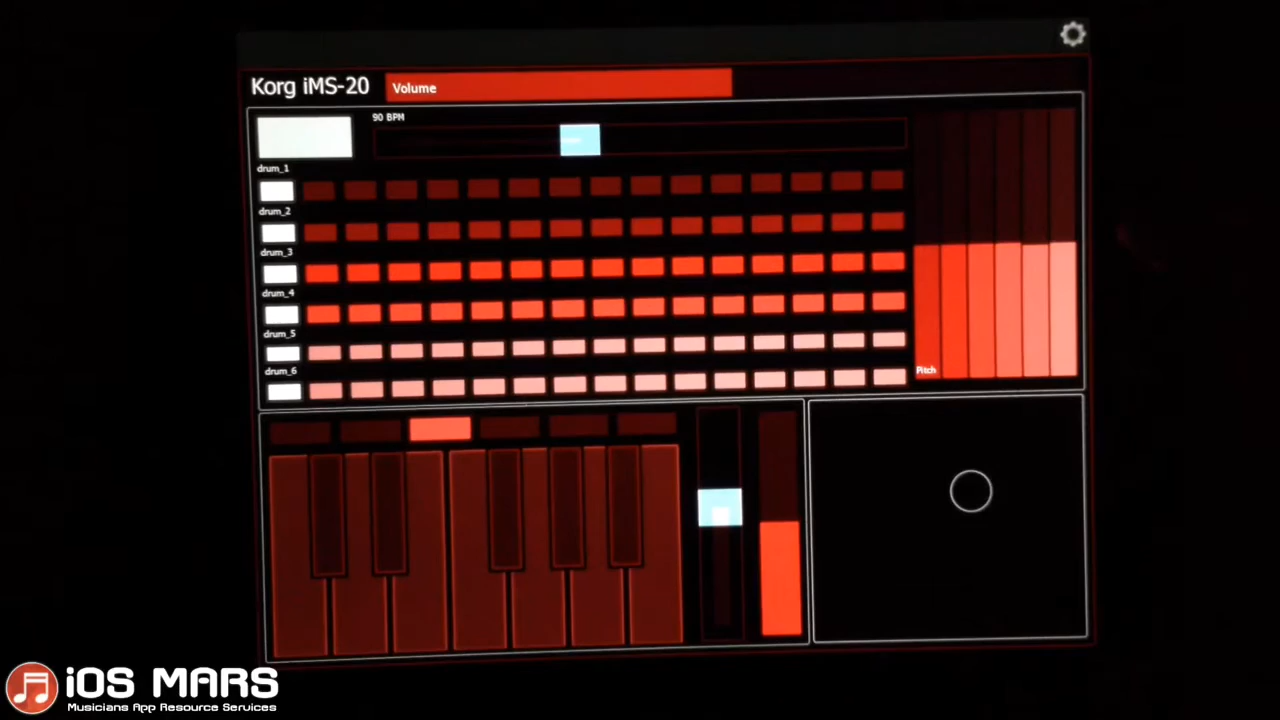 Korg iMS-20
Volume
90 BPM
drum_1
drum_2
drum_3
drum_4
drum_5
drum_6
Pitch
iOS MARS
Musicians App Resource Services